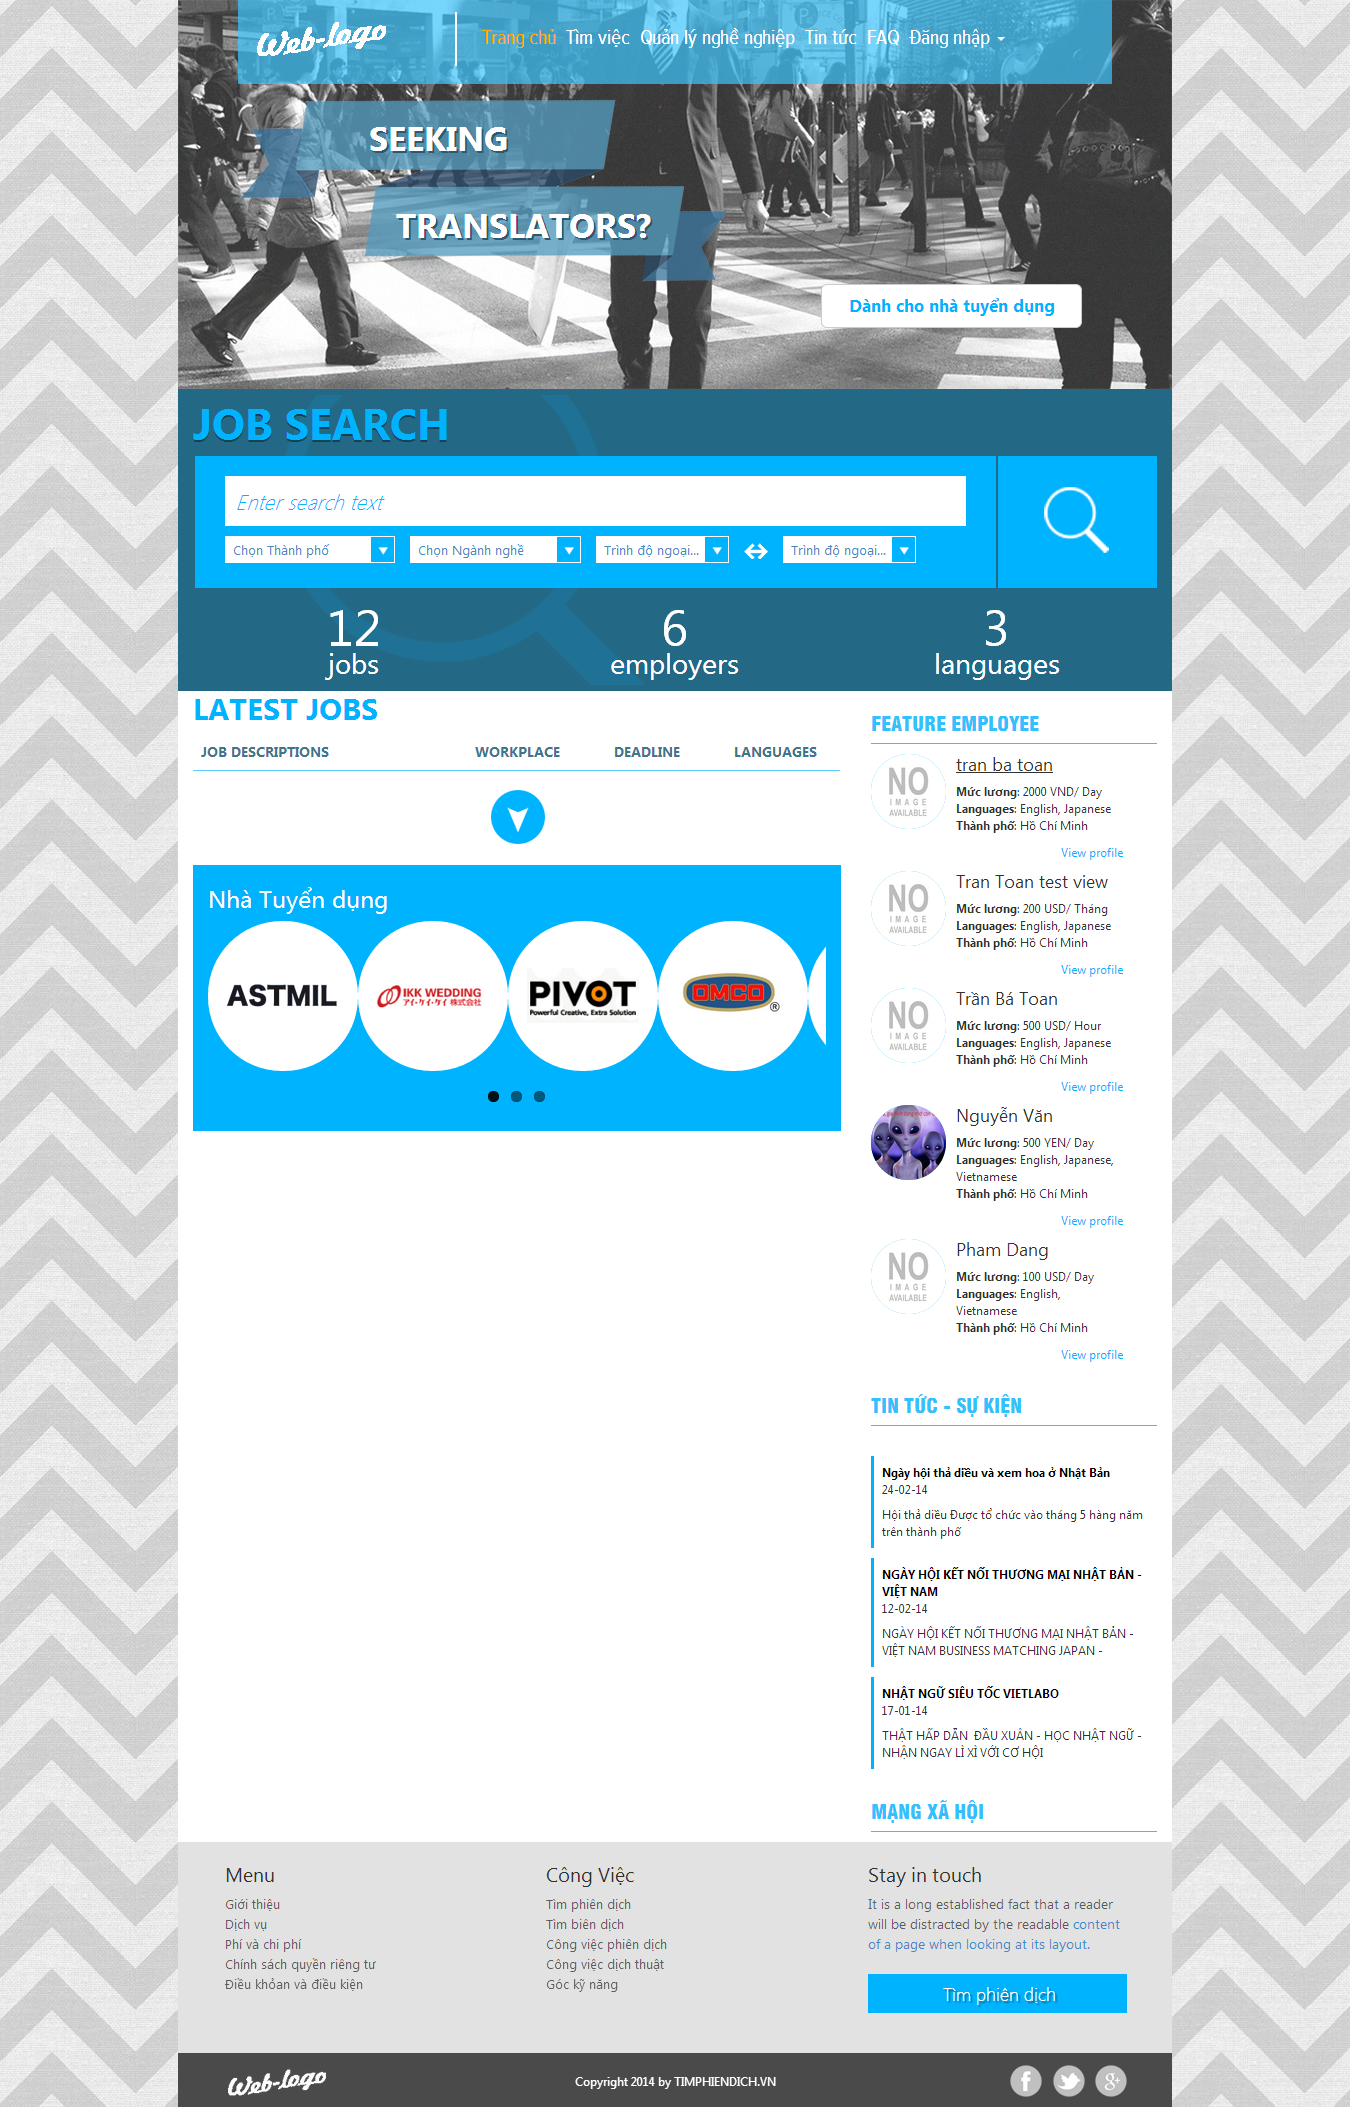 Web-logo
Trang chủ Tìm việc Quản lý nghề nghiệp Tin tức FAQ Đăng nhập
SEEKING
TRANSLATORS?
Dành cho nhà tuyển dụng
JOB SEARCH
Enter search text
Chọn Thành phố Chọn Ngành nghề Trình độ ngoại... Trình độ ngoại...
12 6 3
jobs employers languages
LATEST JOBS
JOB DESCRIPTIONS WORKPLACE DEADLINE LANGUAGES
Nhà Tuyển dụng
ASTMIL
IKK WEDDING
アイ・ケイ・ケイ 株式会社
PIVOT
Powerful Creative, Extra Solution
OMCO ®
FEATURE EMPLOYEE
NO
IMAGE
AVAILABLE
tran ba toan
Mức lương: 2000 VND/ Day
Languages: English, Japanese
Thành phố: Hồ Chí Minh
View profile
NO
IMAGE
AVAILABLE
Tran Toan test view
Mức lương: 200 USD/ Tháng
Languages: English, Japanese
Thành phố: Hồ Chí Minh
View profile
NO
IMAGE
AVAILABLE
Trần Bá Toan
Mức lương: 500 USD/ Hour
Languages: English, Japanese
Thành phố: Hồ Chí Minh
View profile
Nguyễn Văn
Mức lương: 500 YEN/ Day
Languages: English, Japanese,
Vietnamese
Thành phố: Hồ Chí Minh
View profile
NO
IMAGE
AVAILABLE
Pham Dang
Mức lương: 100 USD/ Day
Languages: English,
Vietnamese
Thành phố: Hồ Chí Minh
View profile
TIN TỨC - SỰ KIỆN
Ngày hội thả diều và xem hoa ở Nhật Bản
24-02-14
Hội thả diều Được tổ chức vào tháng 5 hàng năm
trên thành phố
NGÀY HỘI KẾT NỐI THƯƠNG MẠI NHẬT BẢN -
VIỆT NAM
12-02-14
NGÀY HỘI KẾT NỐI THƯƠNG MẠI NHẬT BẢN -
VIỆT NAM BUSINESS MATCHING JAPAN -
NHẬT NGỮ SIÊU TỐC VIETLABO
17-01-14
THẬT HẤP DẪN ĐẦU XUÂN - HỌC NHẬT NGỮ -
NHẬN NGAY LÌ XÌ VỚI CƠ HỘI
MẠNG XÃ HỘI
Menu
Giới thiệu
Dịch vụ
Phí và chi phí
Chính sách quyền riêng tư
Điều khỏan và điều kiện
Công Việc
Tìm phiên dịch
Tìm biên dịch
Công việc phiên dịch
Công việc dịch thuật
Góc kỹ năng
Stay in touch
It is a long established fact that a reader
will be distracted by the readable content
of a page when looking at its layout.
Tìm phiên dịch
Web-logo
Copyright 2014 by TIMPHIENDICH.VN